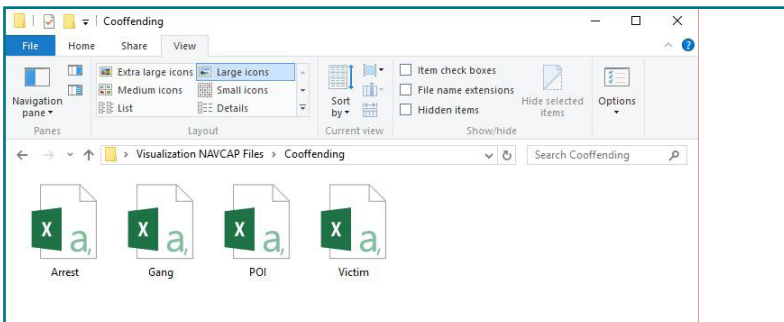 Cooffending
File Home Share View
Navigation pane
Extra large icons Large icons
Medium icons Small icons
List Details
Sort by
Item check boxes
File name extensions
Hidden items
Hide selected items
Options
Panes Layout Current view Show/hide
Visualization NAVCAP Files > Cooffending Search Cooffending
X a, X a, X a, X a,
Arrest Gang POI Victim